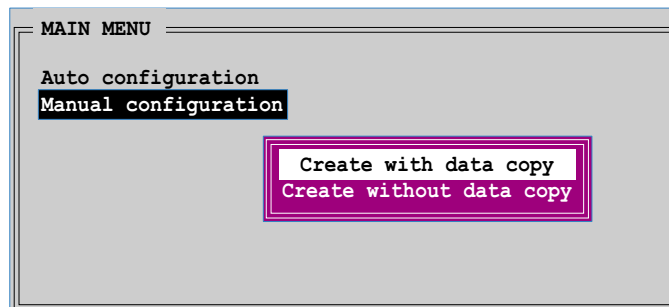 MAIN MENU
Auto configuration
Manual configuration
Create with data copy
Create without data copy